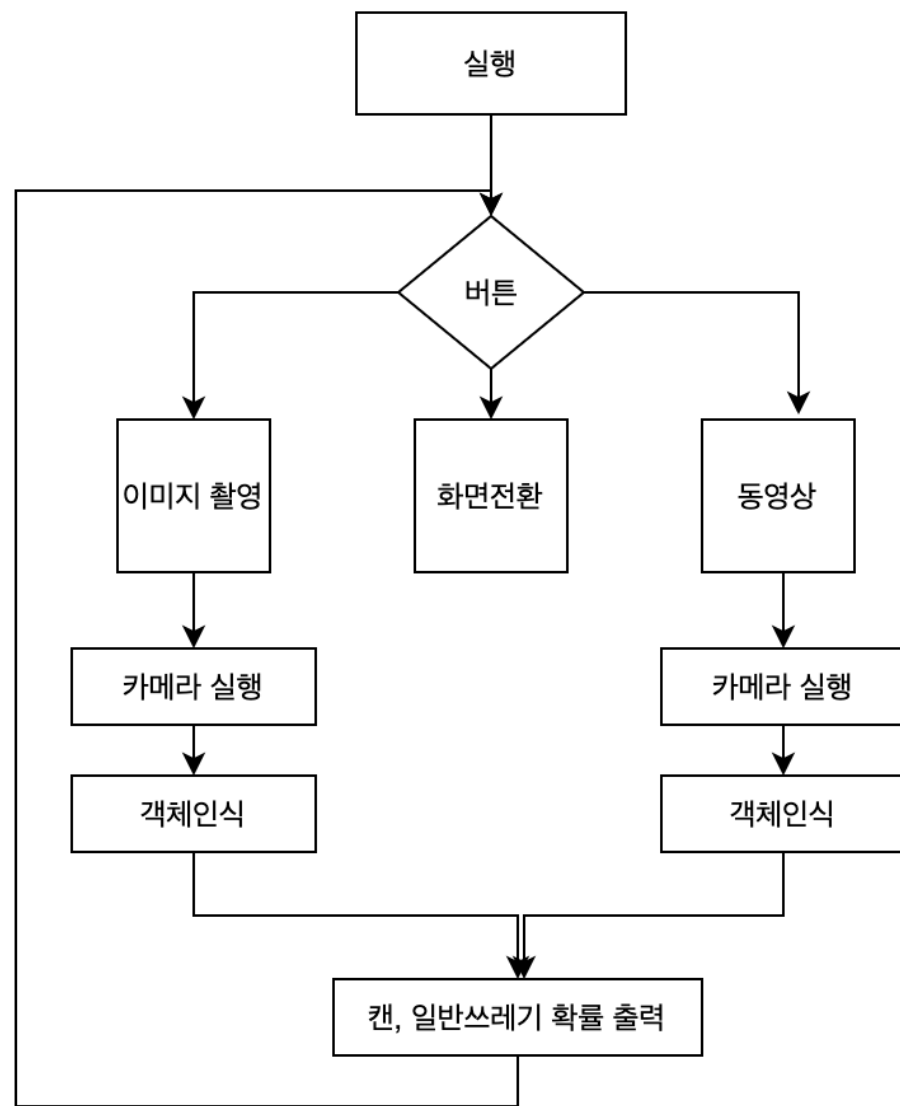 실행
버튼
이미지 촬영
화면전환
동영상
카메라 실행
카메라 실행
객체인식
객체인식
캔, 일반쓰레기 확률 출력